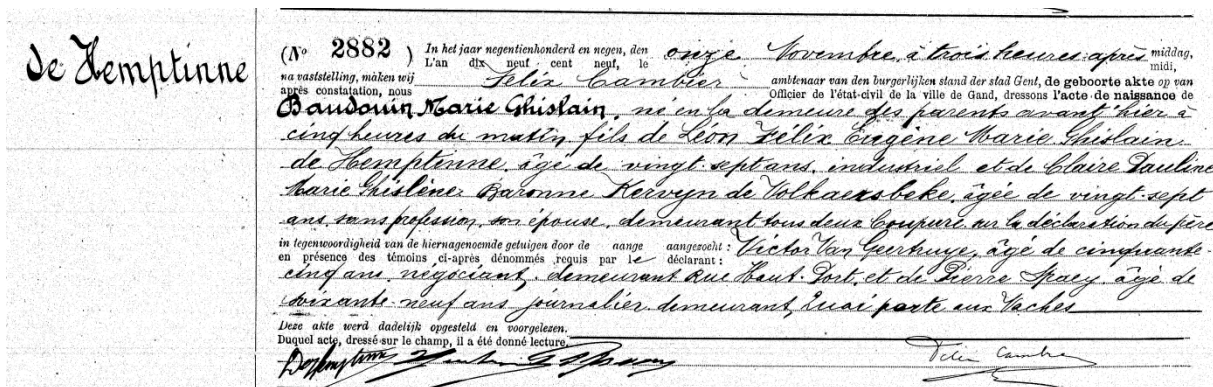 de Hemptinne
(No 2882) In het jaar negentienhonderd en negen, den onze Novembre, à trois heures après middag,
L'an dix neuf cent neuf, le midi,
na vaststelling, maken wij Félix Cambier ambtenaar van den burgerlijken stand der stad Gent, de geboorte akte op van
après constatation, nous Officier de l'état-civil de la ville de Gand, dressons l'acte de naissance de
Baudouin Marie Ghislain, né en la demeure des parents avant'hier à
cinq heures du matin, fils de Léon Félix Eugène Marie Ghislain
de Hemptinne, âgé de vingt-sept ans, industriel et de Claire Pauline
Marie Ghislène Baronne Kervyn de Volkaersbeke, âgée de vingt-sept
ans, sans profession, son épouse, demeurant tous deux Coupure sur la déclaration du père
in tegenwoordigheid van de hiernagenoemde getuigen door de aange aangezocht :
en présence des témoins ci-après dénommés requis par le déclarant : Victor Van Geerthuye, âgé de cinquante-
cinq ans, négociant, demeurant Rue Haut-Port, et de Pierre Spaey âgé de
soixante-neuf ans, journalier demeurant, Quai porte aux Vaches
Deze akte werd dadelijk opgesteld en voorgelezen.
Duquel acte, dressé sur le champ, il a été donné lecture.
Félix Cambier